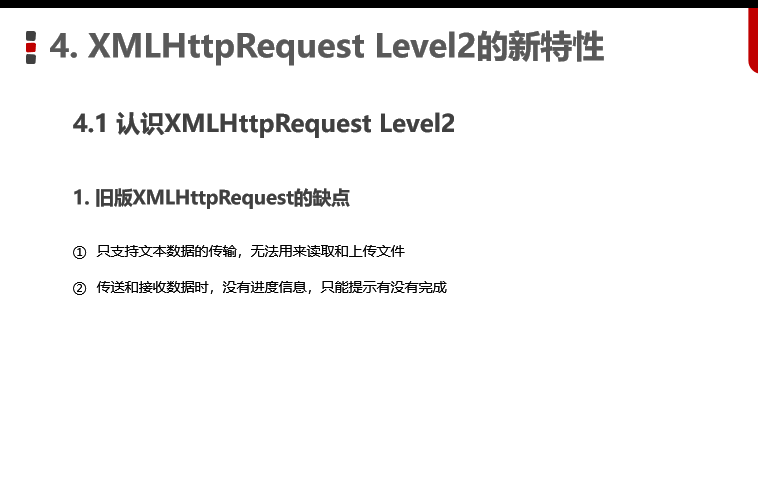 4. XMLHttpRequest Level2的新特性
4.1 认识XMLHttpRequest Level2
1. 旧版XMLHttpRequest的缺点
① 只支持文本数据的传输，无法用来读取和上传文件
② 传送和接收数据时，没有进度信息，只能提示有没有完成